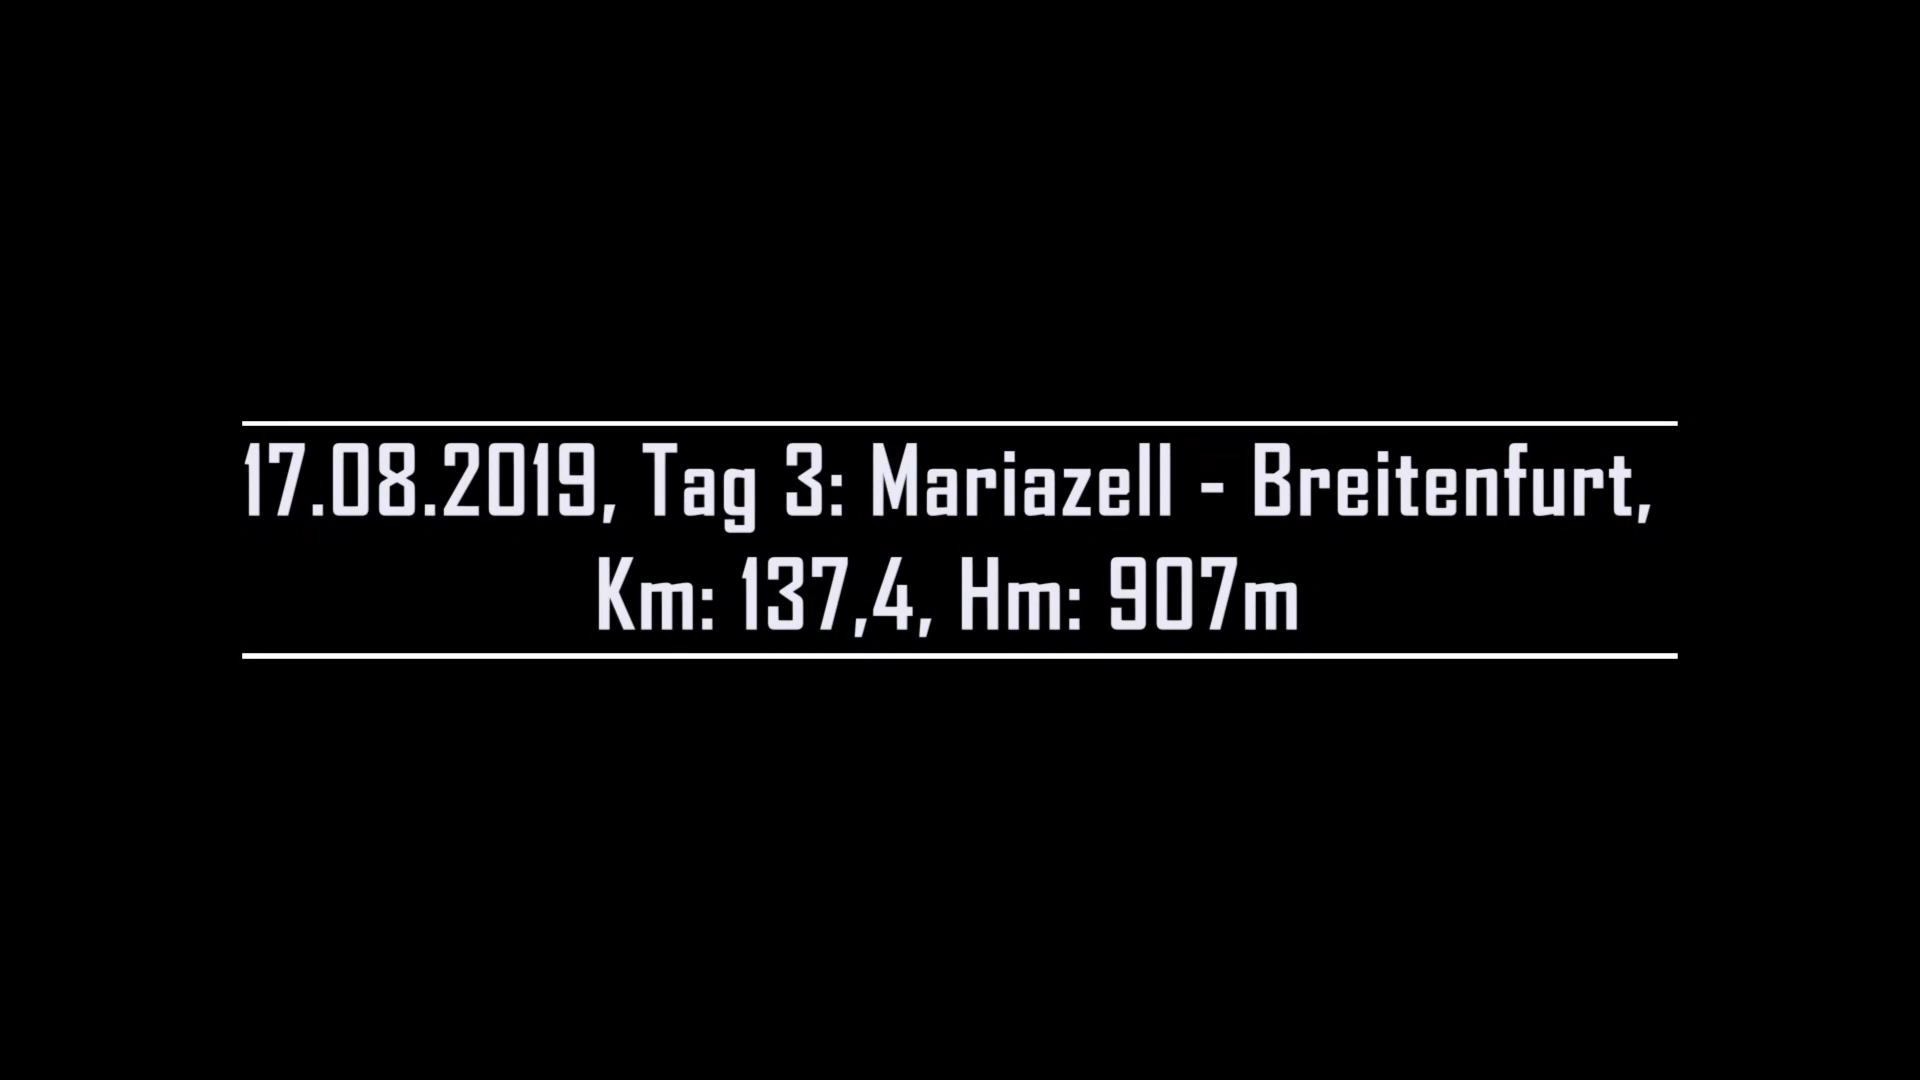 17.08.2019, Tag 3: Mariazell - Breitenfurt,
Km: 137,4, Hm: 907m